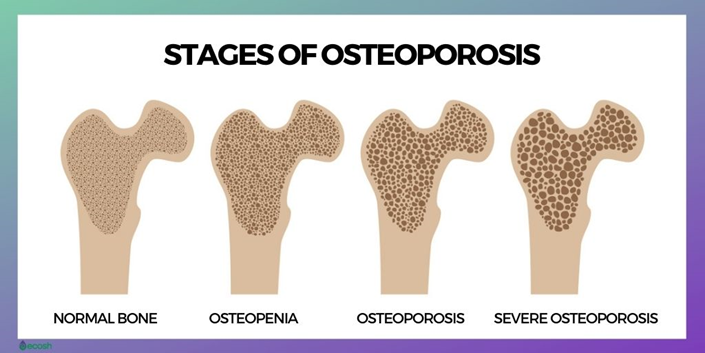 STAGES OF OSTEOPOROSIS
NORMAL BONE
OSTEOPENIA
OSTEOPOROSIS
SEVERE OSTEOPOROSIS
ecosh